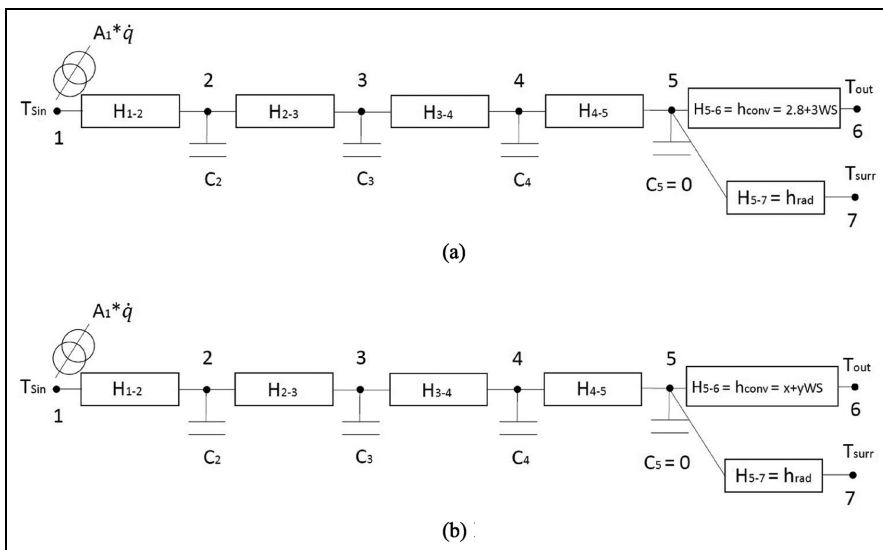 A1*q̇
2 3 4 5
TSin H1-2 H2-3 H3-4 H4-5 H5-6 = hconv = 2.8+3WS Tout
1 6
C2 C3 C4 C5 = 0
Tsurr
H5-7 = hrad
7
(a)
A1*q̇
2 3 4 5
TSin H1-2 H2-3 H3-4 H4-5 H5-6 = hconv = x+yWS Tout
1 6
C2 C3 C4 C5 = 0
Tsurr
H5-7 = hrad
7
(b)